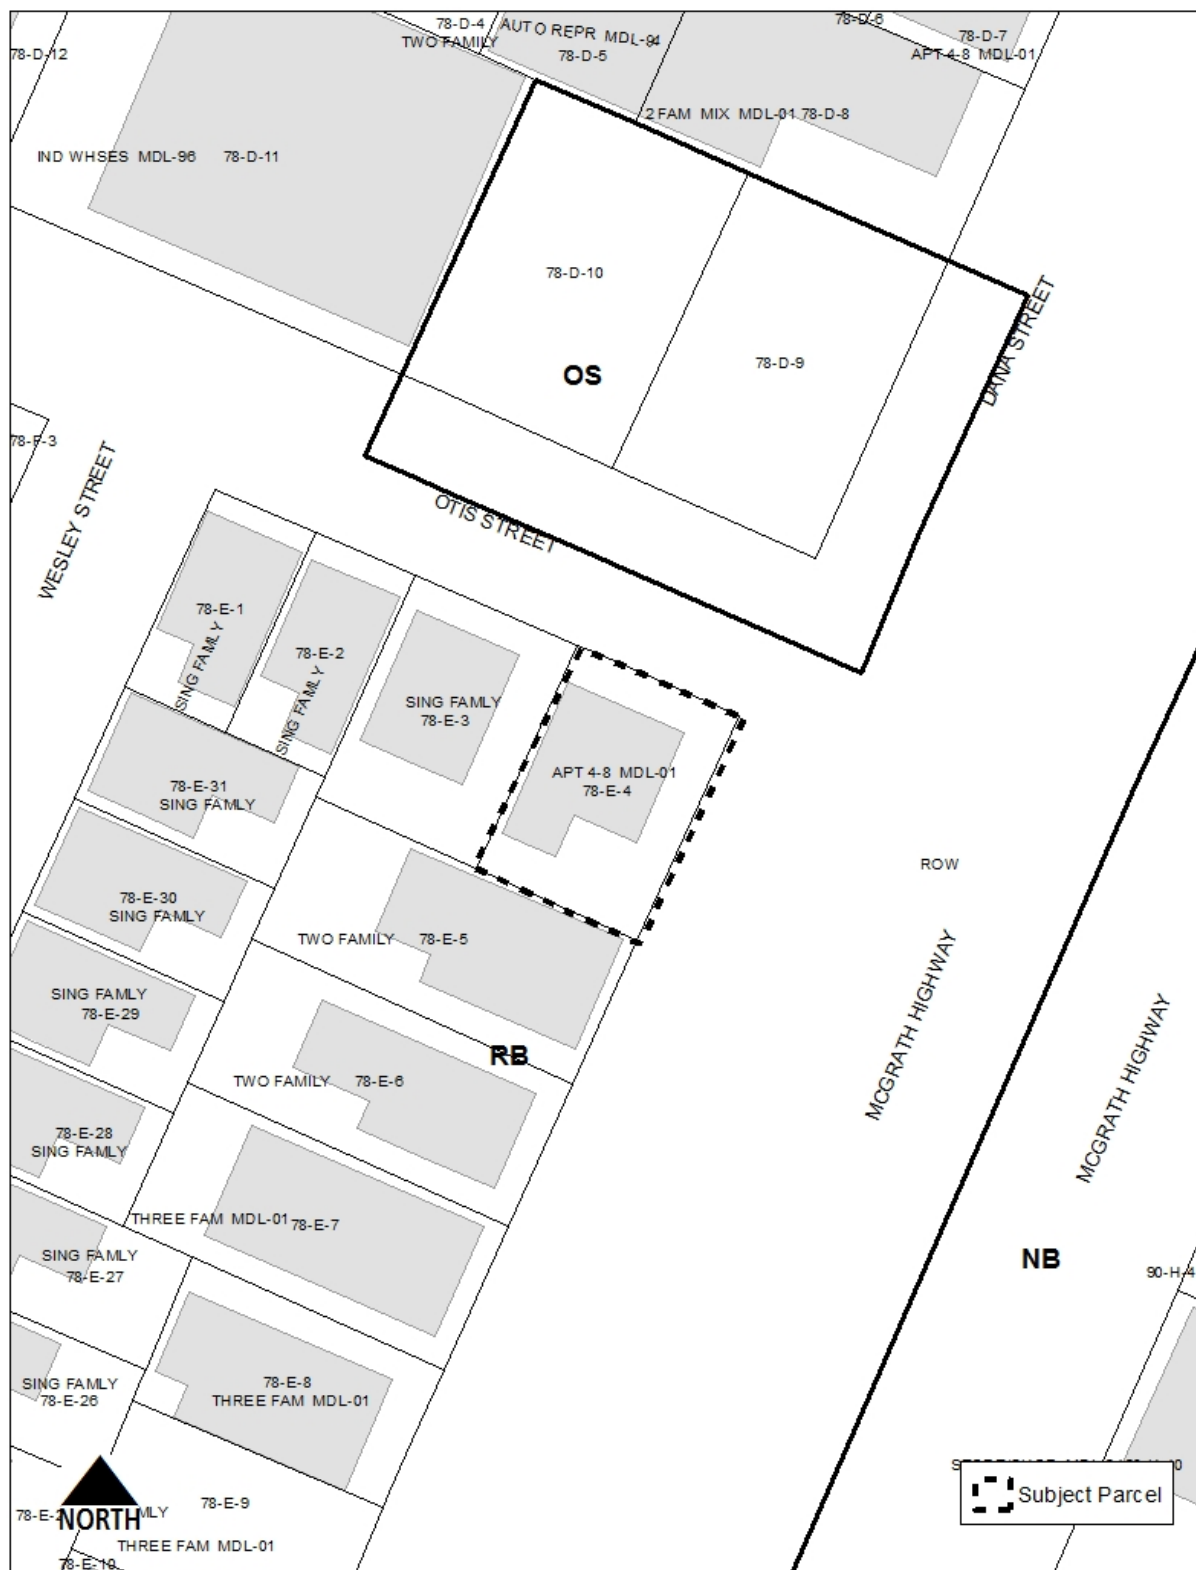 78-D-4
TWO FAMILY
AUTO REPR MDL-94
78-D-5
78-D-6
78-D-7
APT 4-8 MDL-01
78-D-12
2 FAM MIX MDL-01 78-D-8
IND WHSES MDL-96 78-D-11
78-D-10
78-D-9
OS
DANA STREET
78-F-3
WESLEY STREET
OTIS STREET
78-E-1
SING FAMLY
78-E-2
SING FAMLY
SING FAMLY
78-E-3
APT 4-8 MDL-01
78-E-4
78-E-31
SING FAMLY
ROW
78-E-30
SING FAMLY
TWO FAMILY 78-E-5
SING FAMLY
78-E-29
RB
MCGRATH HIGHWAY
MCGRATH HIGHWAY
TWO FAMILY 78-E-6
78-E-28
SING FAMLY
THREE FAM MDL-01 78-E-7
SING FAMLY
78-E-27
NB
90-H-4
SING FAMLY
78-E-26
78-E-8
THREE FAM MDL-01
Subject Parcel
78-E-9
NORTH
THREE FAM MDL-01
78-E-10